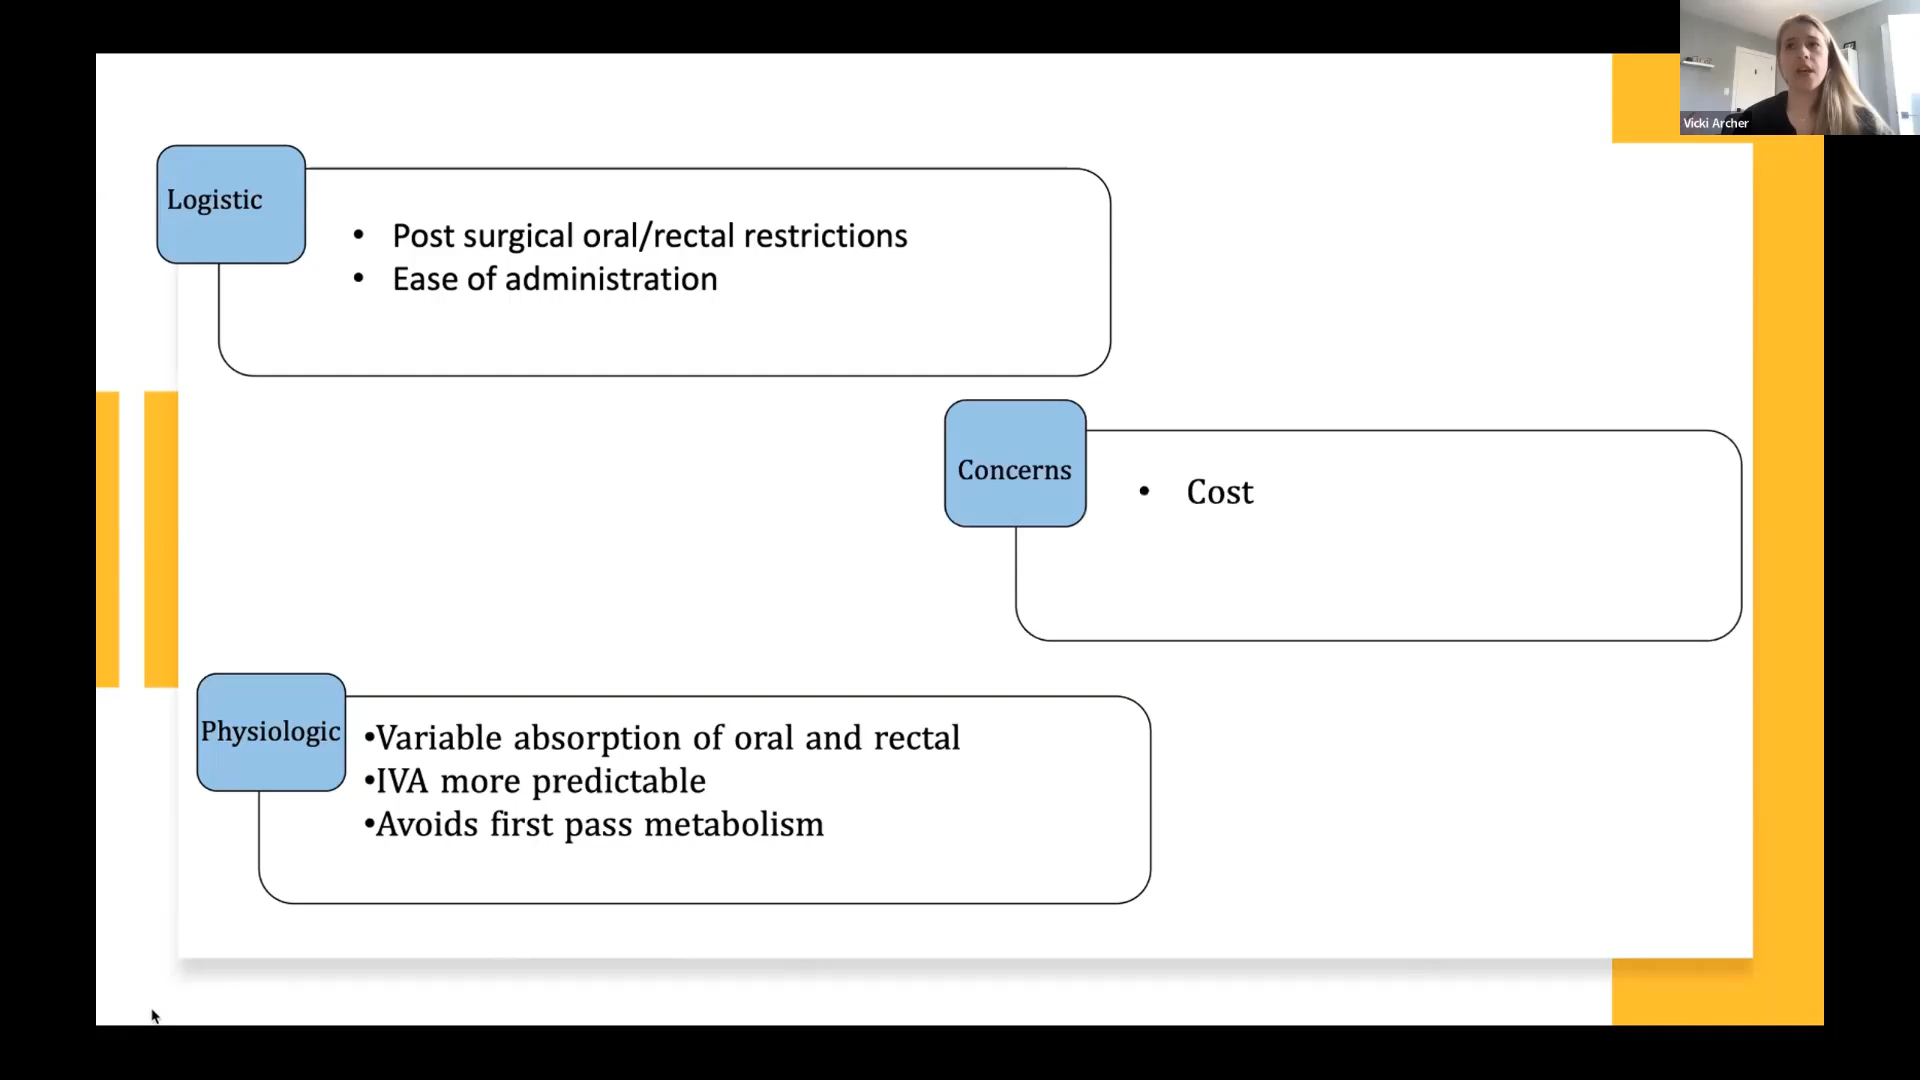 Vicki Archer
Logistic
• Post surgical oral/rectal restrictions
• Ease of administration
Concerns
• Cost
Physiologic
•Variable absorption of oral and rectal
•IVA more predictable
•Avoids first pass metabolism